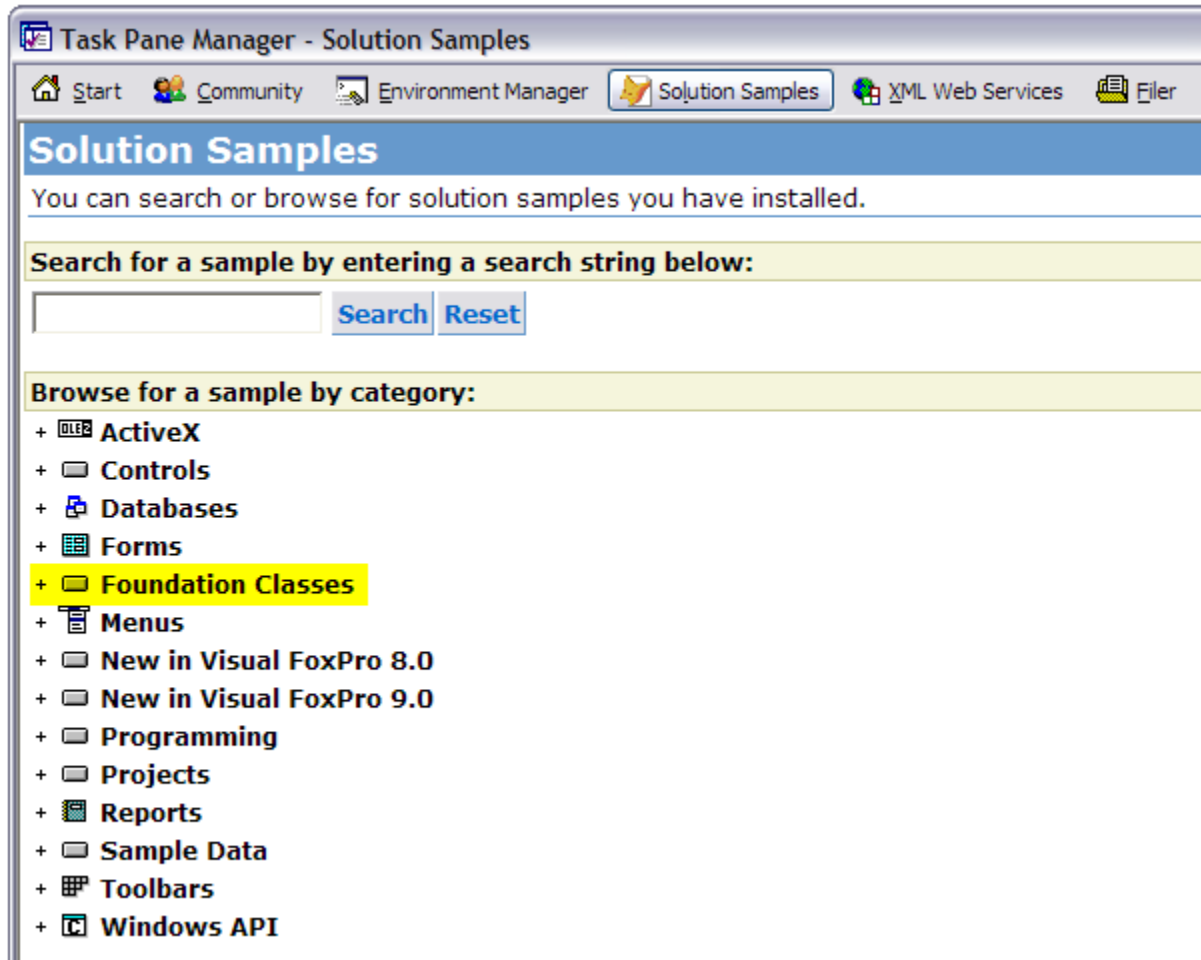 Task Pane Manager - Solution Samples
Start Community Environment Manager Solution Samples XML Web Services Filer
Solution Samples
You can search or browse for solution samples you have installed.
Search for a sample by entering a search string below:
Search Reset
Browse for a sample by category:
+ OLE2 ActiveX
+ Controls
+ Databases
+ Forms
+ Foundation Classes
+ Menus
+ New in Visual FoxPro 8.0
+ New in Visual FoxPro 9.0
+ Programming
+ Projects
+ Reports
+ Sample Data
+ Toolbars
+ C Windows API